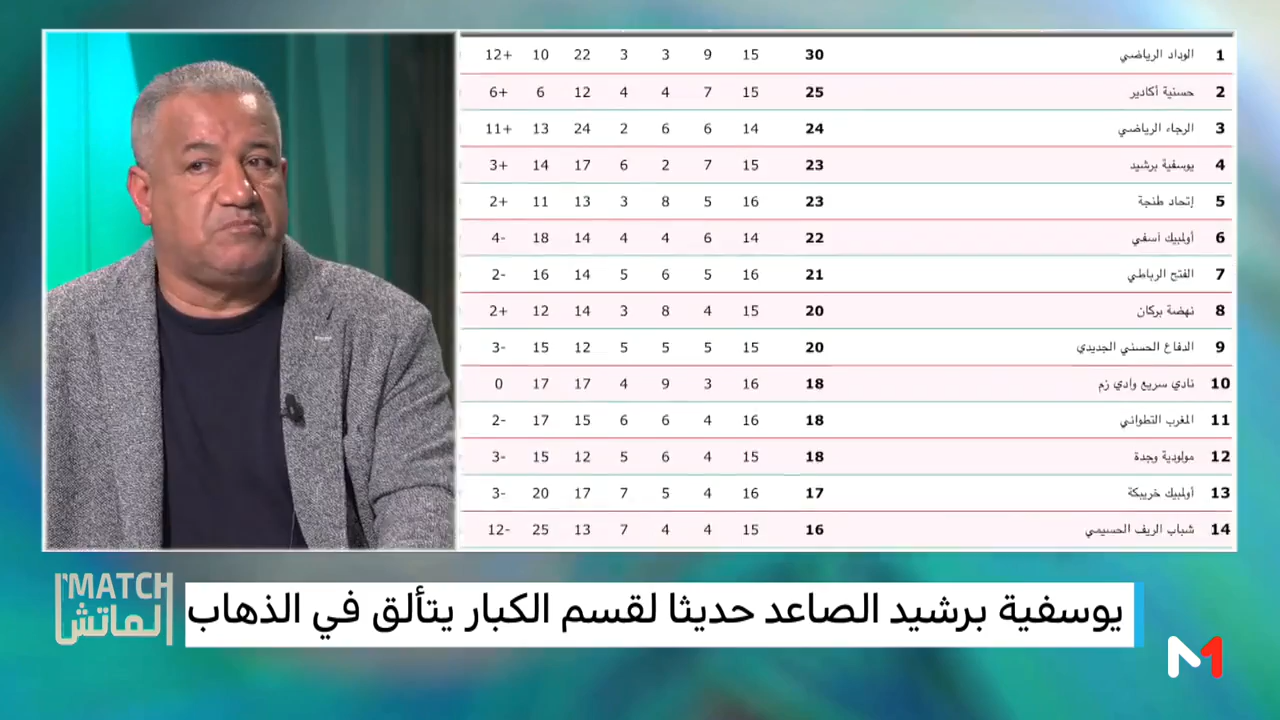 1 الوداد الرياضي 30 15 9 3 3 22 10 +12
2 حسنية أكادير 25 15 7 4 4 12 6 +6
3 الرجاء الرياضي 24 14 6 6 2 24 13 +11
4 يوسفية برشيد 23 15 7 2 6 17 14 +3
5 إتحاد طنجة 23 16 5 8 3 13 11 +2
6 أولمبيك أسفي 22 14 6 4 4 14 18 -4
7 الفتح الرباطي 21 16 5 6 5 14 16 -2
8 نهضة بركان 20 15 4 8 3 14 12 +2
9 الدفاع الحسني الجديدي 20 15 5 5 5 12 15 -3
10 نادي سريع وادي زم 18 16 3 9 4 17 17 0
11 المغرب التطواني 18 16 4 6 6 15 17 -2
12 مولودية وجدة 18 15 4 6 5 12 15 -3
13 أولمبيك خريبكة 17 16 4 5 7 17 20 -3
14 شباب الريف الحسيمي 16 15 4 4 7 13 25 -12
L'MATCH
الماتش
يوسفية برشيد الصاعد حديثا لقسم الكبار يتألق في الذهاب
M1